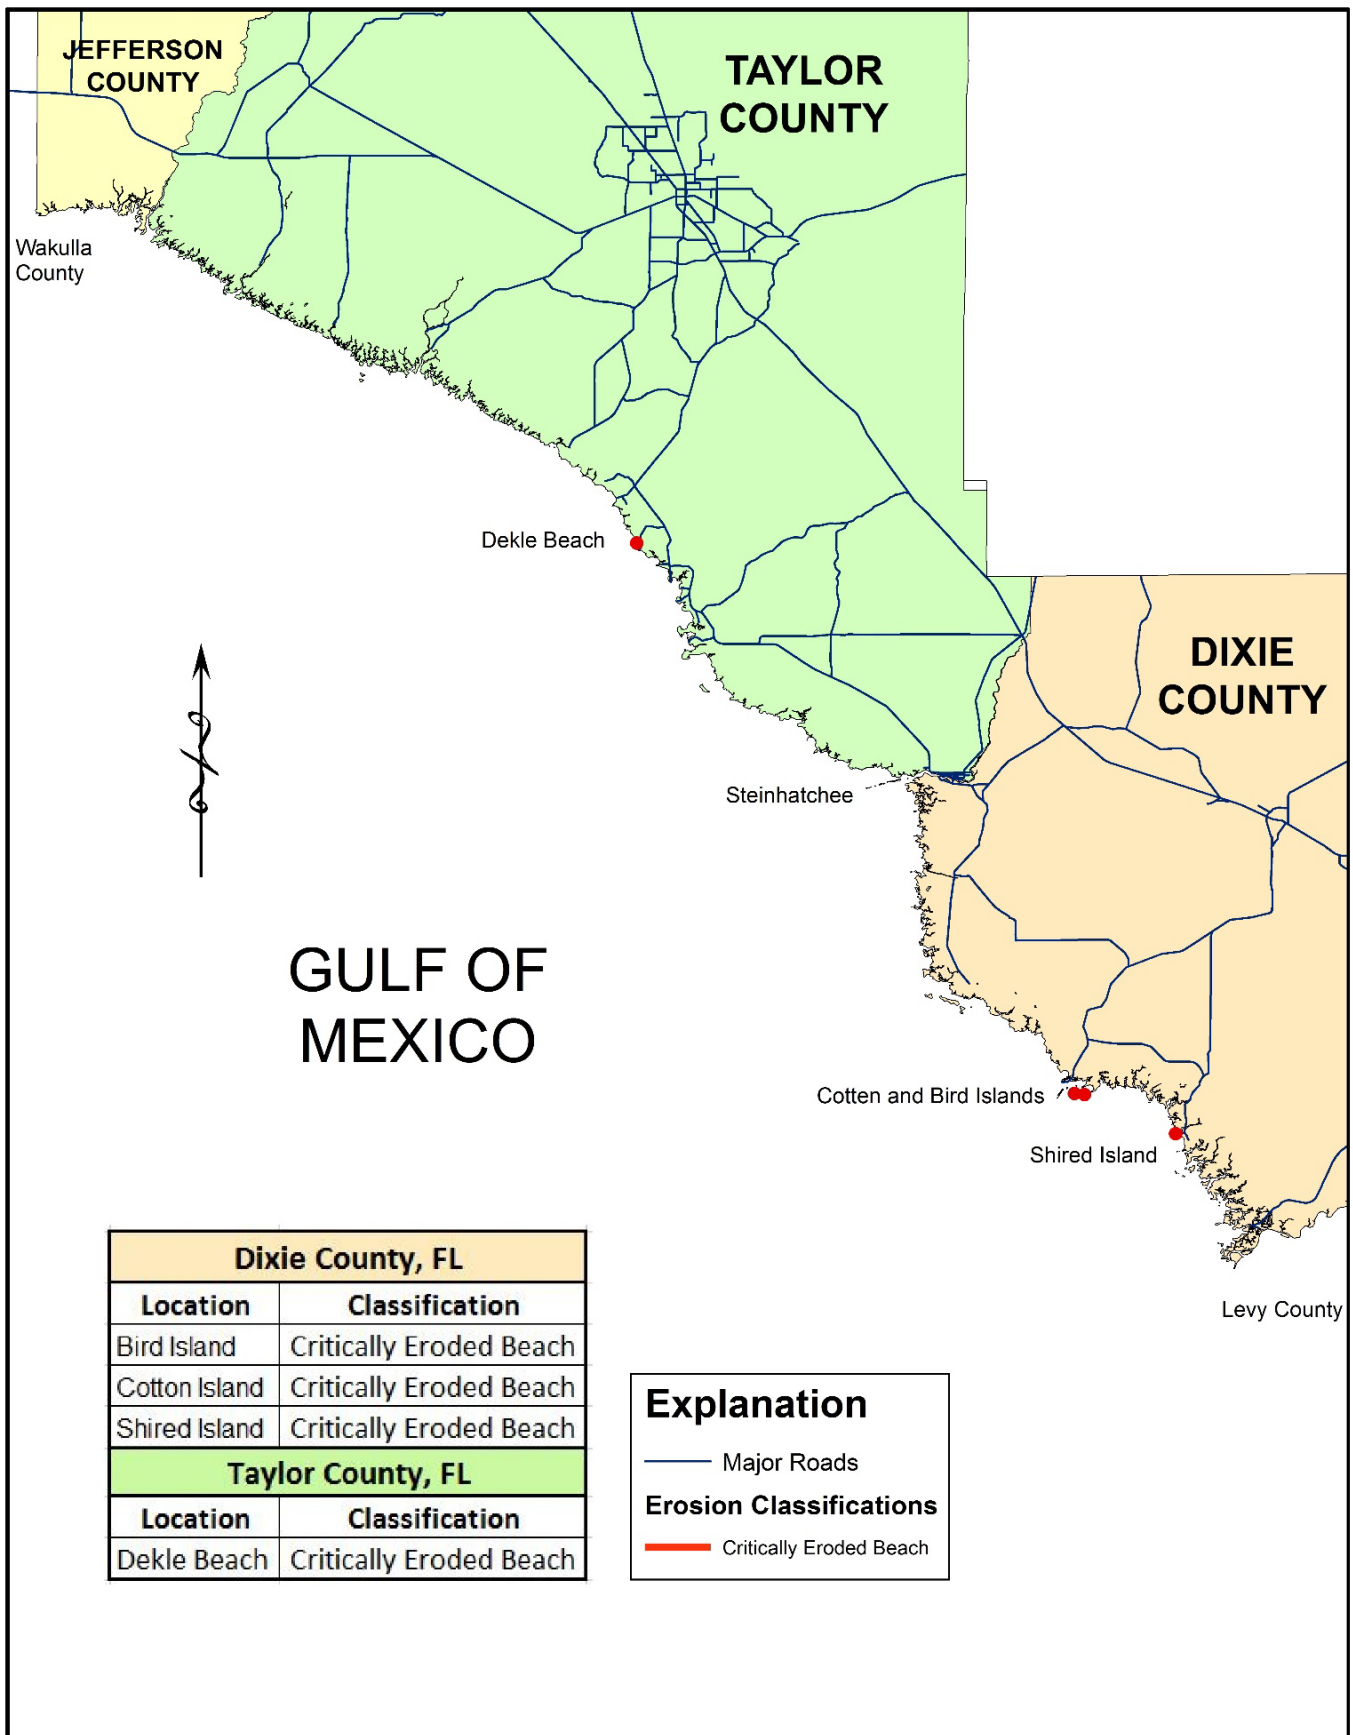 JEFFERSON
COUNTY
TAYLOR
COUNTY
Wakulla
County
Dekle Beach
DIXIE
COUNTY
Steinhatchee
GULF OF
MEXICO
Cotten and Bird Islands
Shired Island
Levy County
Dixie County, FL
Location Classification
Bird Island Critically Eroded Beach
Cotton Island Critically Eroded Beach
Shired Island Critically Eroded Beach
Taylor County, FL
Location Classification
Dekle Beach Critically Eroded Beach
Explanation
Major Roads
Erosion Classifications
Critically Eroded Beach